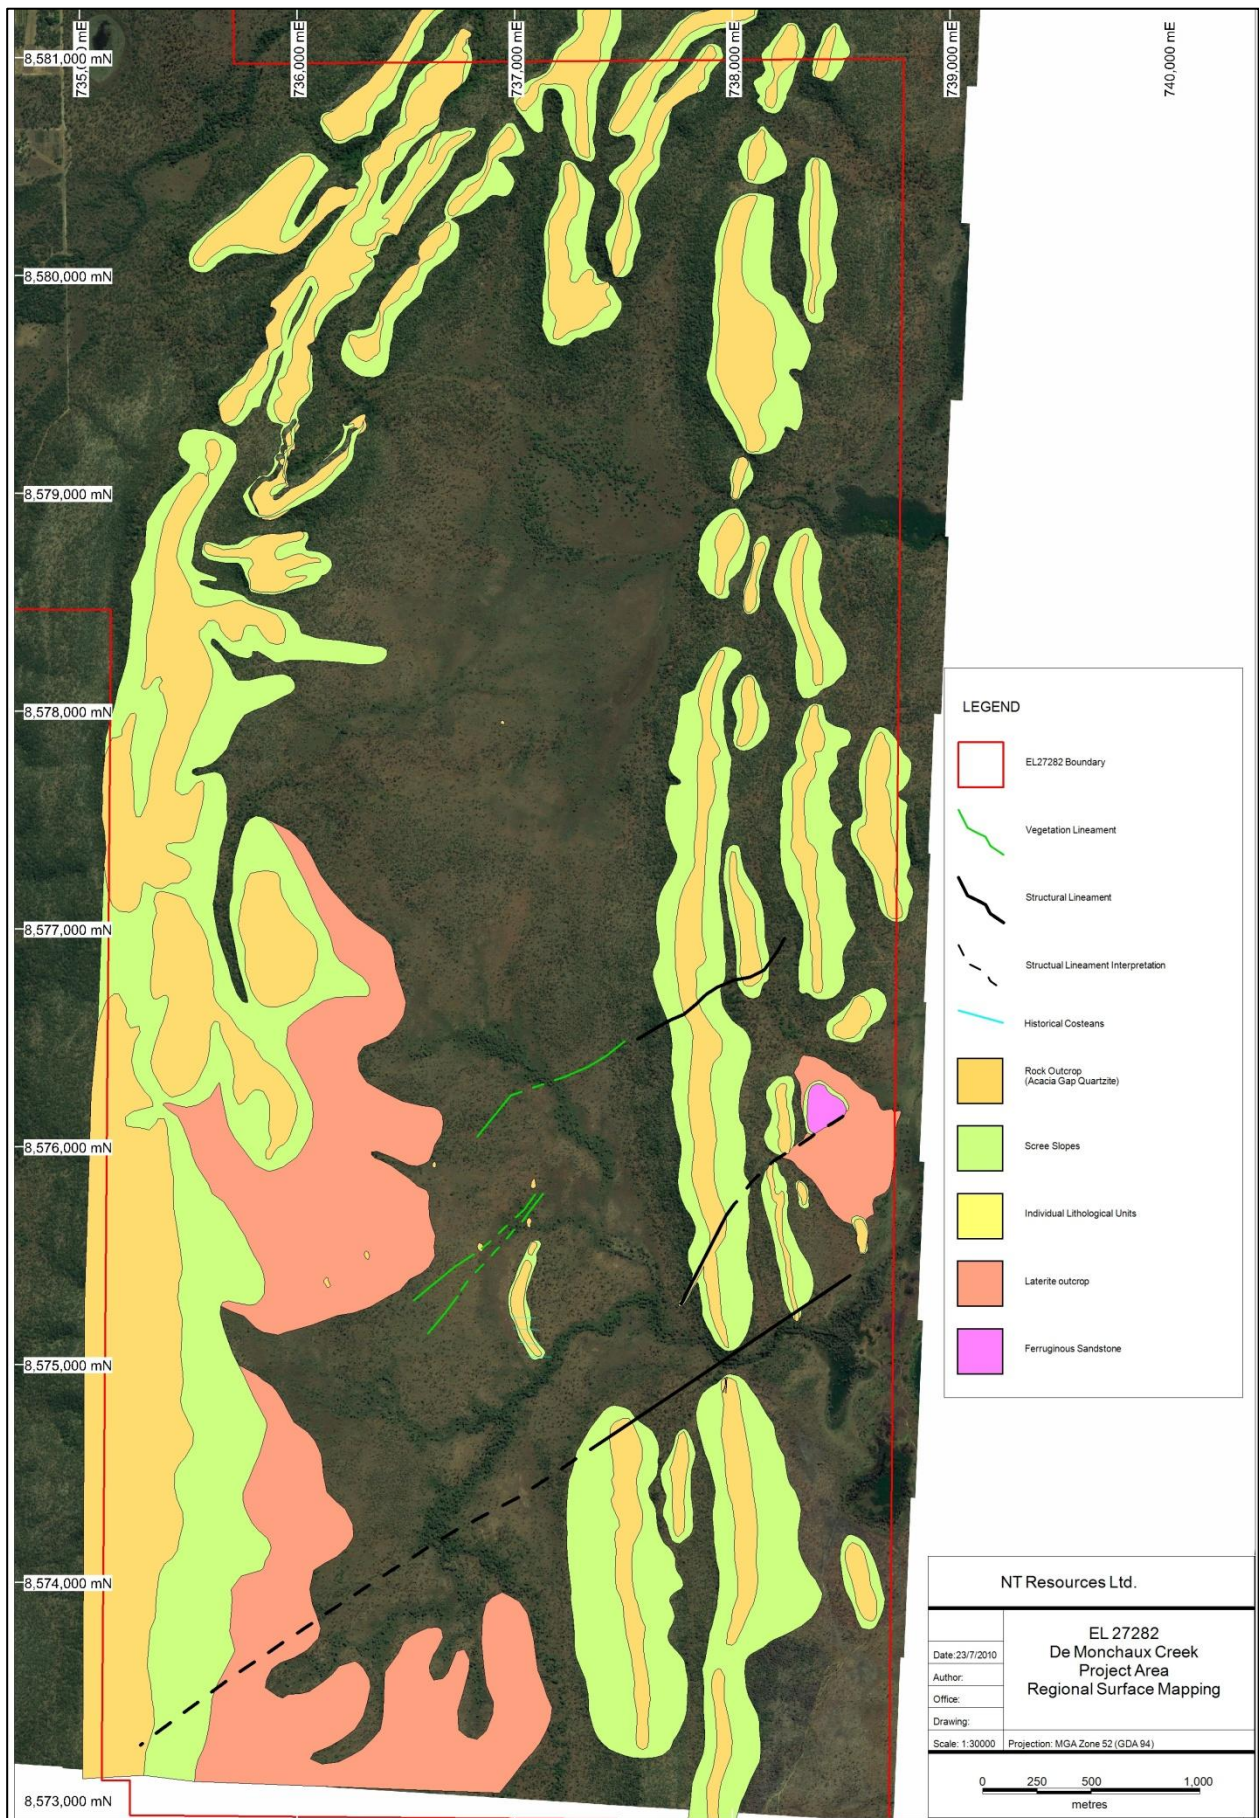 735,000 mE
736,000 mE
737,000 mE
738,000 mE
739,000 mE
740,000 mE
8,581,000 mN
8,580,000 mN
8,579,000 mN
8,578,000 mN
8,577,000 mN
8,576,000 mN
8,575,000 mN
8,574,000 mN
8,573,000 mN
LEGEND
EL27282 Boundary
Vegetation Lineament
Structural Lineament
Structual Lineament Interpretation
Historical Costeans
Rock Outcrop
(Acacia Gap Quartzite)
Scree Slopes
Individual Lithological Units
Laterite outcrop
Ferruginous Sandstone
NT Resources Ltd.
EL 27282
De Monchaux Creek
Project Area
Regional Surface Mapping
Date:23/7/2010
Author:
Office:
Drawing:
Scale: 1:30000
Projection: MGA Zone 52 (GDA 94)
0 250 500 1,000
metres